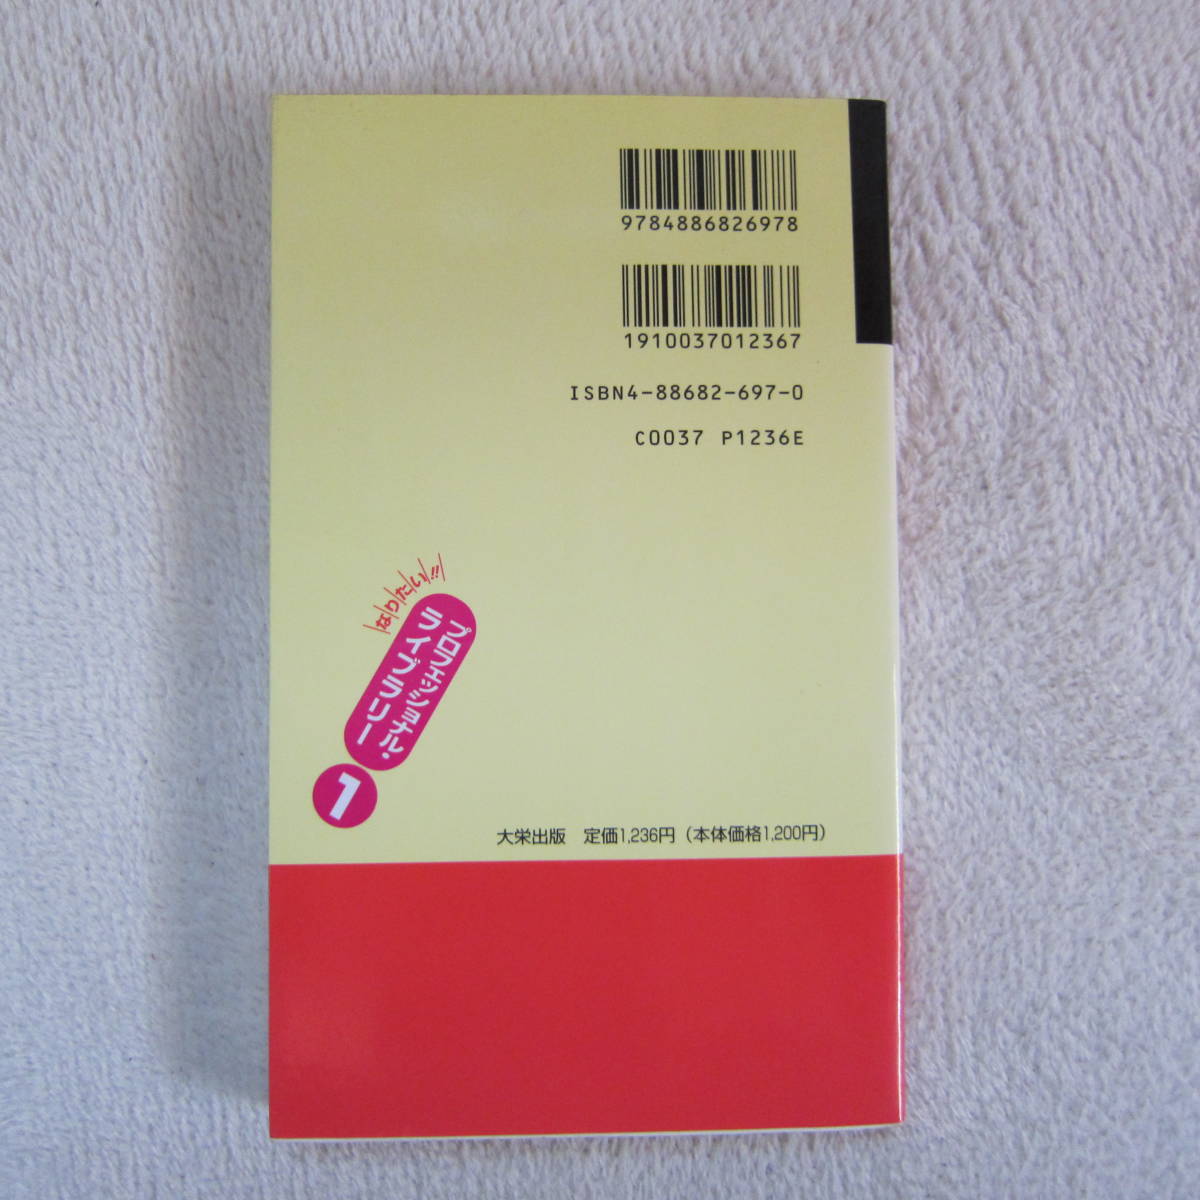 9784886826978
1910037012367
ISBN4-88682-697-0
C0037 P1236E
なりたい!!
プロフェッショナル・
ライブラリー
1
大栄出版 定価1,236円（本体価格1,200円）